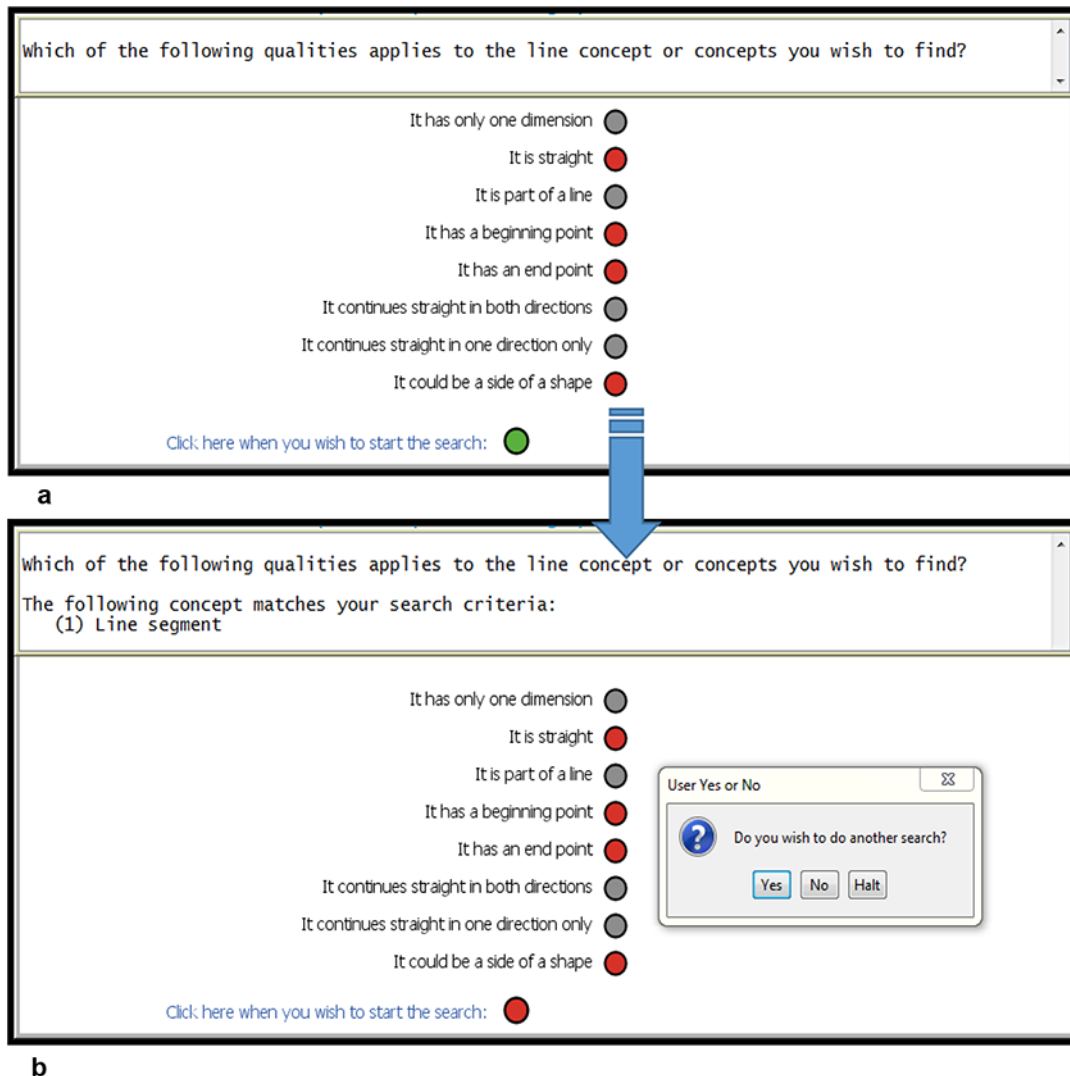 Which of the following qualities applies to the line concept or concepts you wish to find?
It has only one dimension
It is straight
It is part of a line
It has a beginning point
It has an end point
It continues straight in both directions
It continues straight in one direction only
It could be a side of a shape
Click here when you wish to start the search:
a
Which of the following qualities applies to the line concept or concepts you wish to find?
The following concept matches your search criteria:
(1) Line segment
It has only one dimension
It is straight
It is part of a line
It has a beginning point
It has an end point
It continues straight in both directions
It continues straight in one direction only
It could be a side of a shape
Click here when you wish to start the search:
User Yes or No
Do you wish to do another search?
Yes No Halt
b